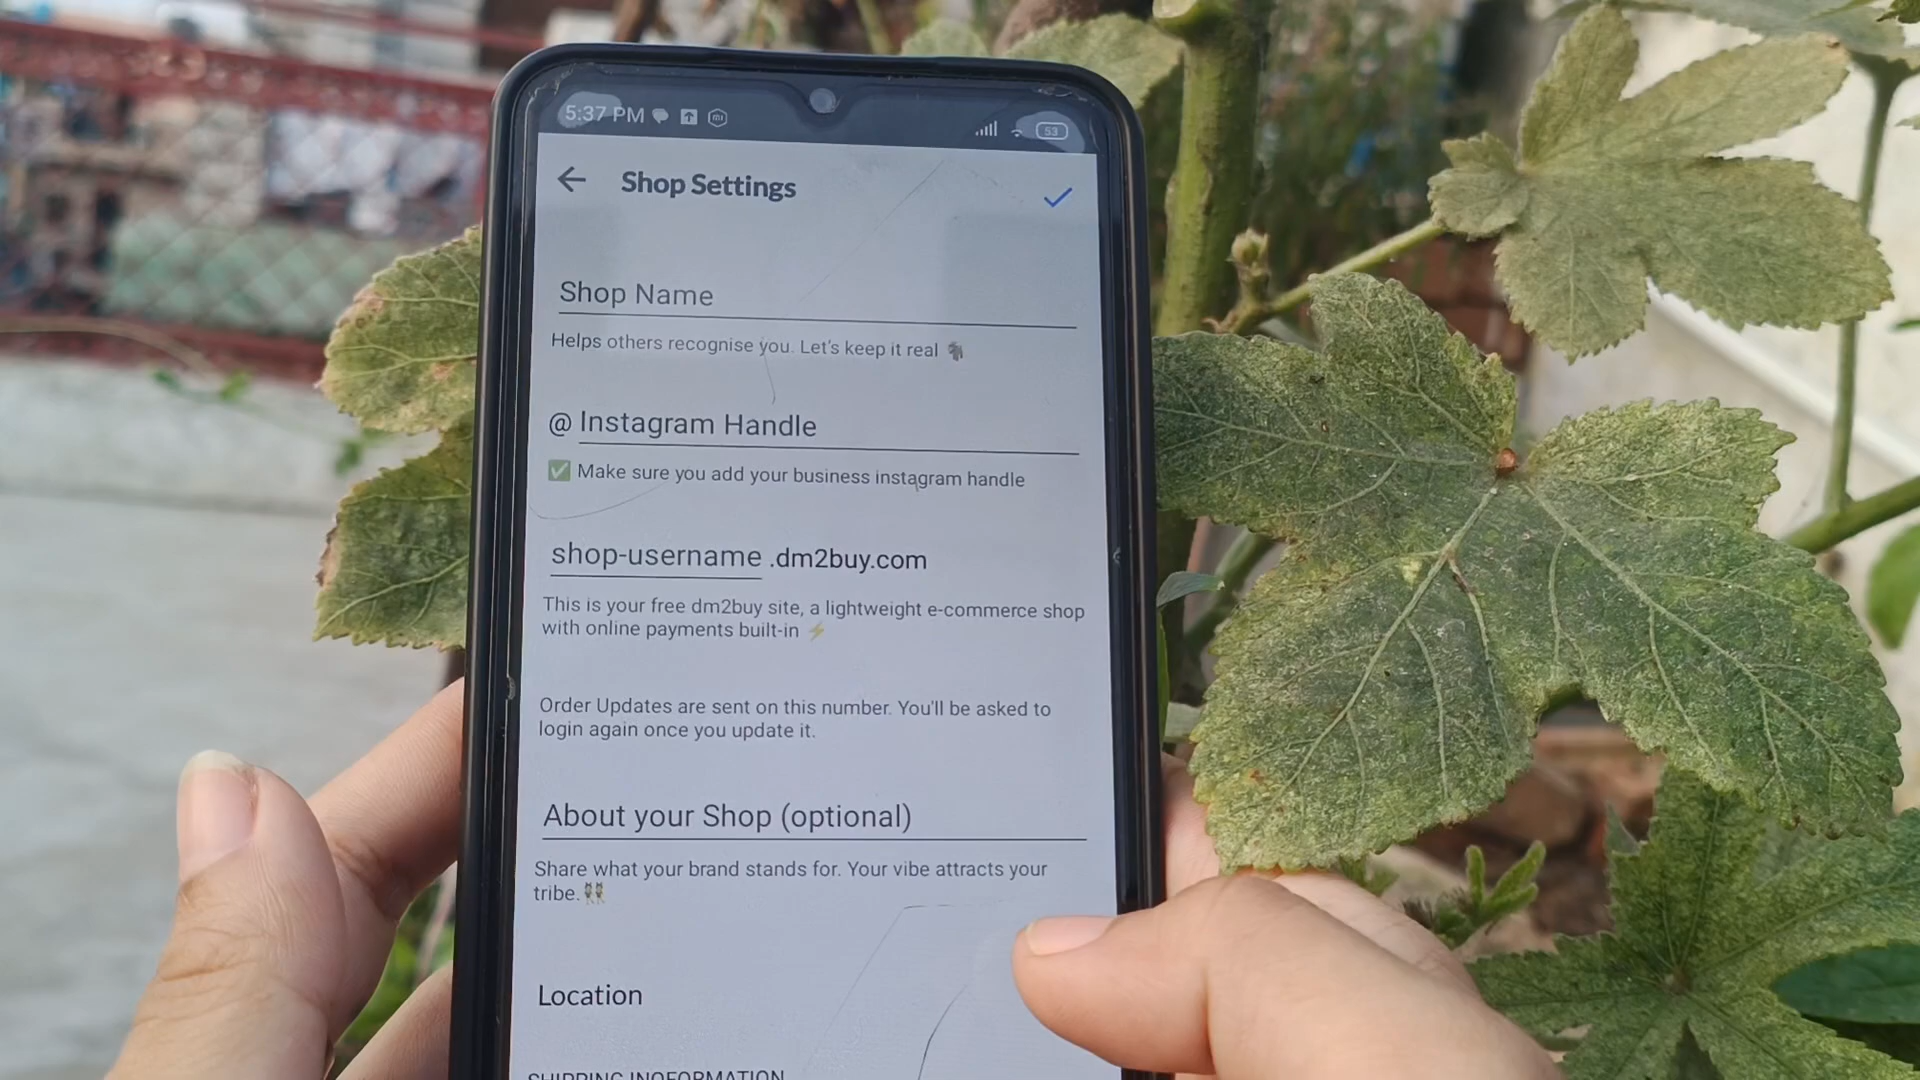 5:37 PM
53
Shop Settings
Shop Name
Helps others recognise you. Let's keep it real
@ Instagram Handle
✅ Make sure you add your business instagram handle
shop-username .dm2buy.com
This is your free dm2buy site, a lightweight e-commerce shop
with online payments built-in ⚡
Order Updates are sent on this number. You'll be asked to
login again once you update it.
About your Shop (optional)
Share what your brand stands for. Your vibe attracts your
tribe.👯
Location
SHIPPING INOFORMATION